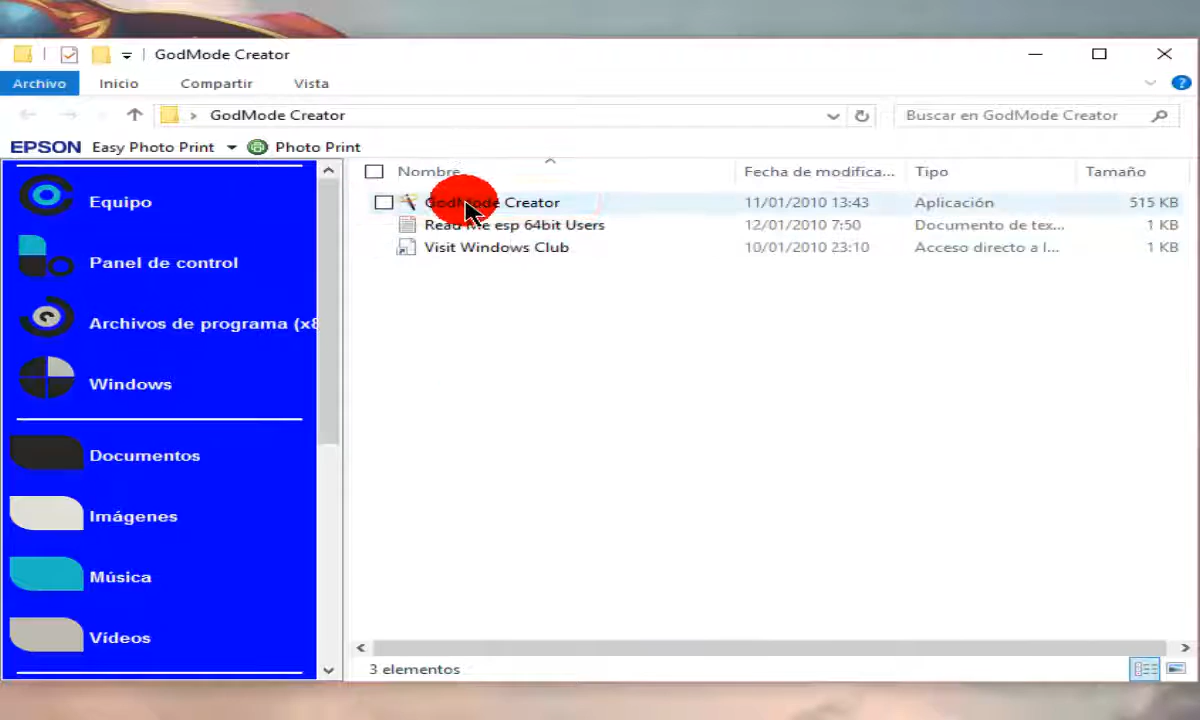 GodMode Creator
Archivo Inicio Compartir Vista
GodMode Creator Buscar en GodMode Creator
EPSON Easy Photo Print Photo Print
Nombre Fecha de modifica... Tipo Tamaño
GodMode Creator 11/01/2010 13:43 Aplicación 515 KB
Read Me esp 64bit Users 12/01/2010 7:50 Documento de tex... 1 KB
Visit Windows Club 10/01/2010 23:10 Acceso directo a l... 1 KB
Equipo
Panel de control
Archivos de programa (x8
Windows
Documentos
Imágenes
Música
Vídeos
3 elementos